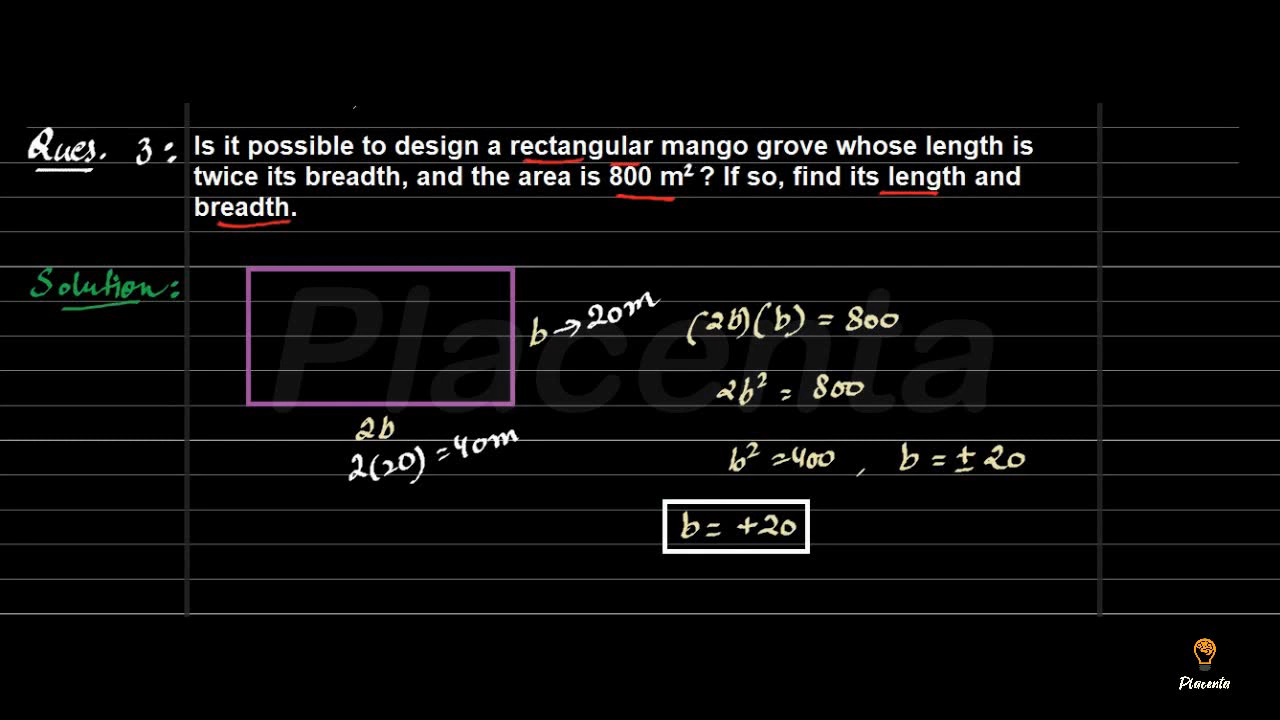 Ques. 3:
Is it possible to design a rectangular mango grove whose length is
twice its breadth, and the area is 800 m² ? If so, find its length and
breadth.
Solution:
b → 20m
2b
2(20) = 40m
(2b)(b) = 800
2b² = 800
b² = 400 , b = ± 20
b = +20
Placenta
Placenta